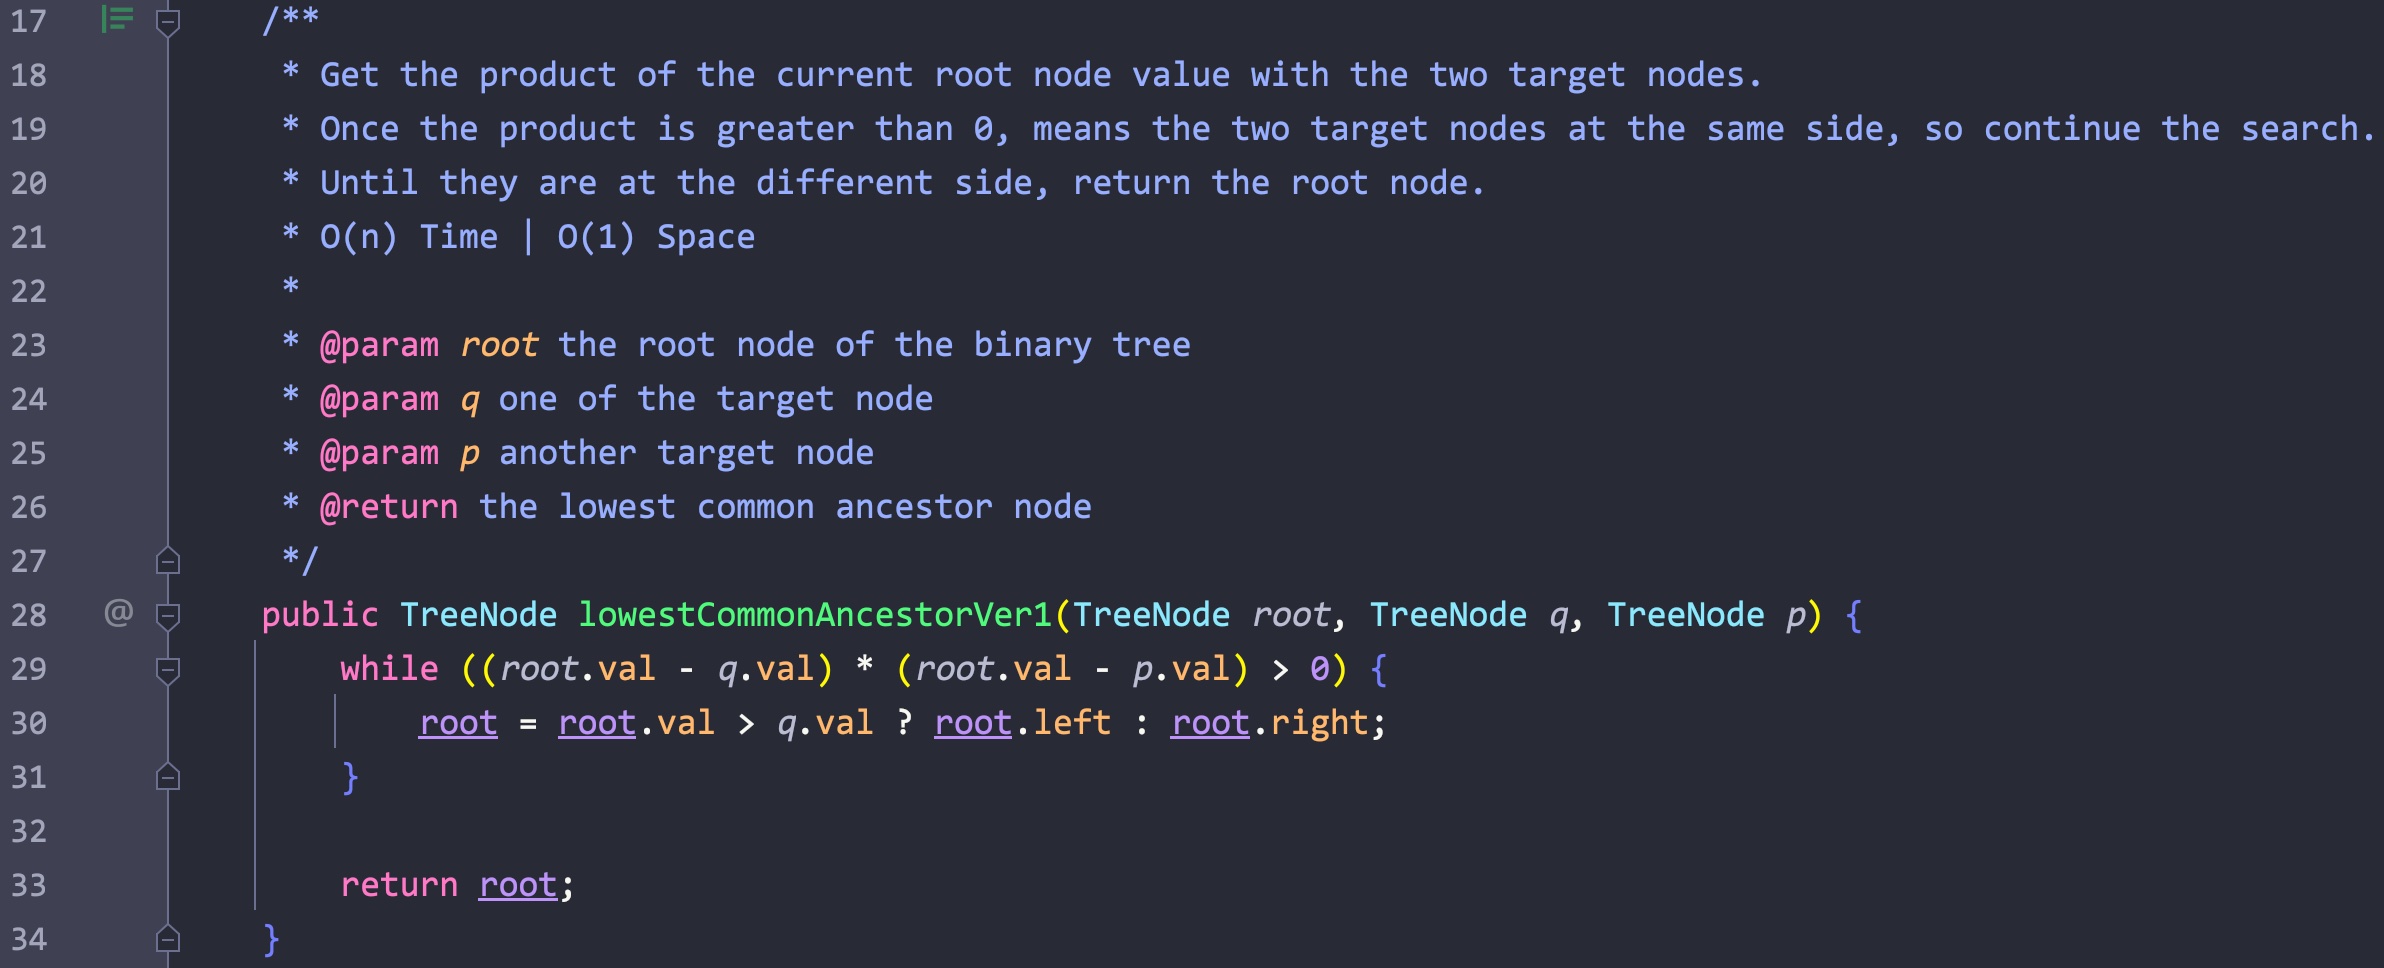 17 /**
18 * Get the product of the current root node value with the two target nodes.
19 * Once the product is greater than 0, means the two target nodes at the same side, so continue the search.
20 * Until they are at the different side, return the root node.
21 * O(n) Time | O(1) Space
22 *
23 * @param root the root node of the binary tree
24 * @param q one of the target node
25 * @param p another target node
26 * @return the lowest common ancestor node
27 */
28 @ public TreeNode lowestCommonAncestorVer1(TreeNode root, TreeNode q, TreeNode p) {
29 while ((root.val - q.val) * (root.val - p.val) > 0) {
30 root = root.val > q.val ? root.left : root.right;
31 }
32
33 return root;
34 }